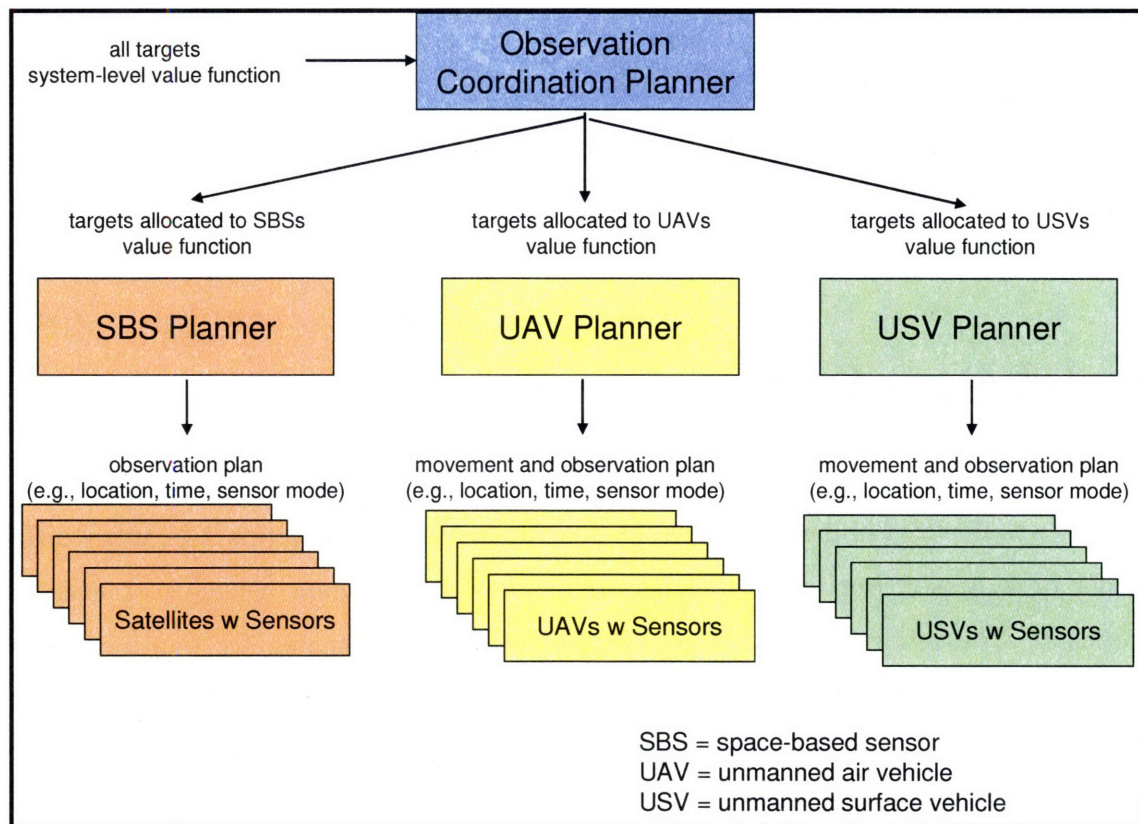 all targets
system-level value function
Observation
Coordination Planner
targets allocated to SBSs
value function
targets allocated to UAVs
value function
targets allocated to USVs
value function
SBS Planner
UAV Planner
USV Planner
observation plan
(e.g., location, time, sensor mode)
movement and observation plan
(e.g., location, time, sensor mode)
movement and observation plan
(e.g., location, time, sensor mode)
Satellites w Sensors
UAVs w Sensors
USVs w Sensors
SBS = space-based sensor
UAV = unmanned air vehicle
USV = unmanned surface vehicle